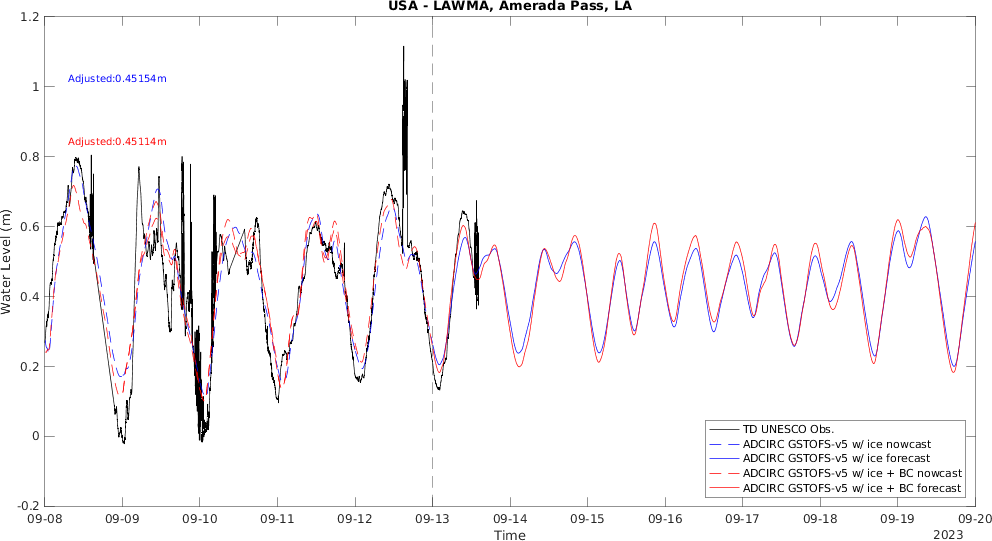 USA - LAWMA, Amerada Pass, LA
1.2
1
0.8
0.6
0.4
0.2
0
-0.2
Water Level (m)
Adjusted:0.45154m
Adjusted:0.45114m
TD UNESCO Obs.
ADCIRC GSTOFS-v5 w/ ice nowcast
ADCIRC GSTOFS-v5 w/ ice forecast
ADCIRC GSTOFS-v5 w/ ice + BC nowcast
ADCIRC GSTOFS-v5 w/ ice + BC forecast
09-08 09-09 09-10 09-11 09-12 09-13 09-14 09-15 09-16 09-17 09-18 09-19 09-20
Time
2023